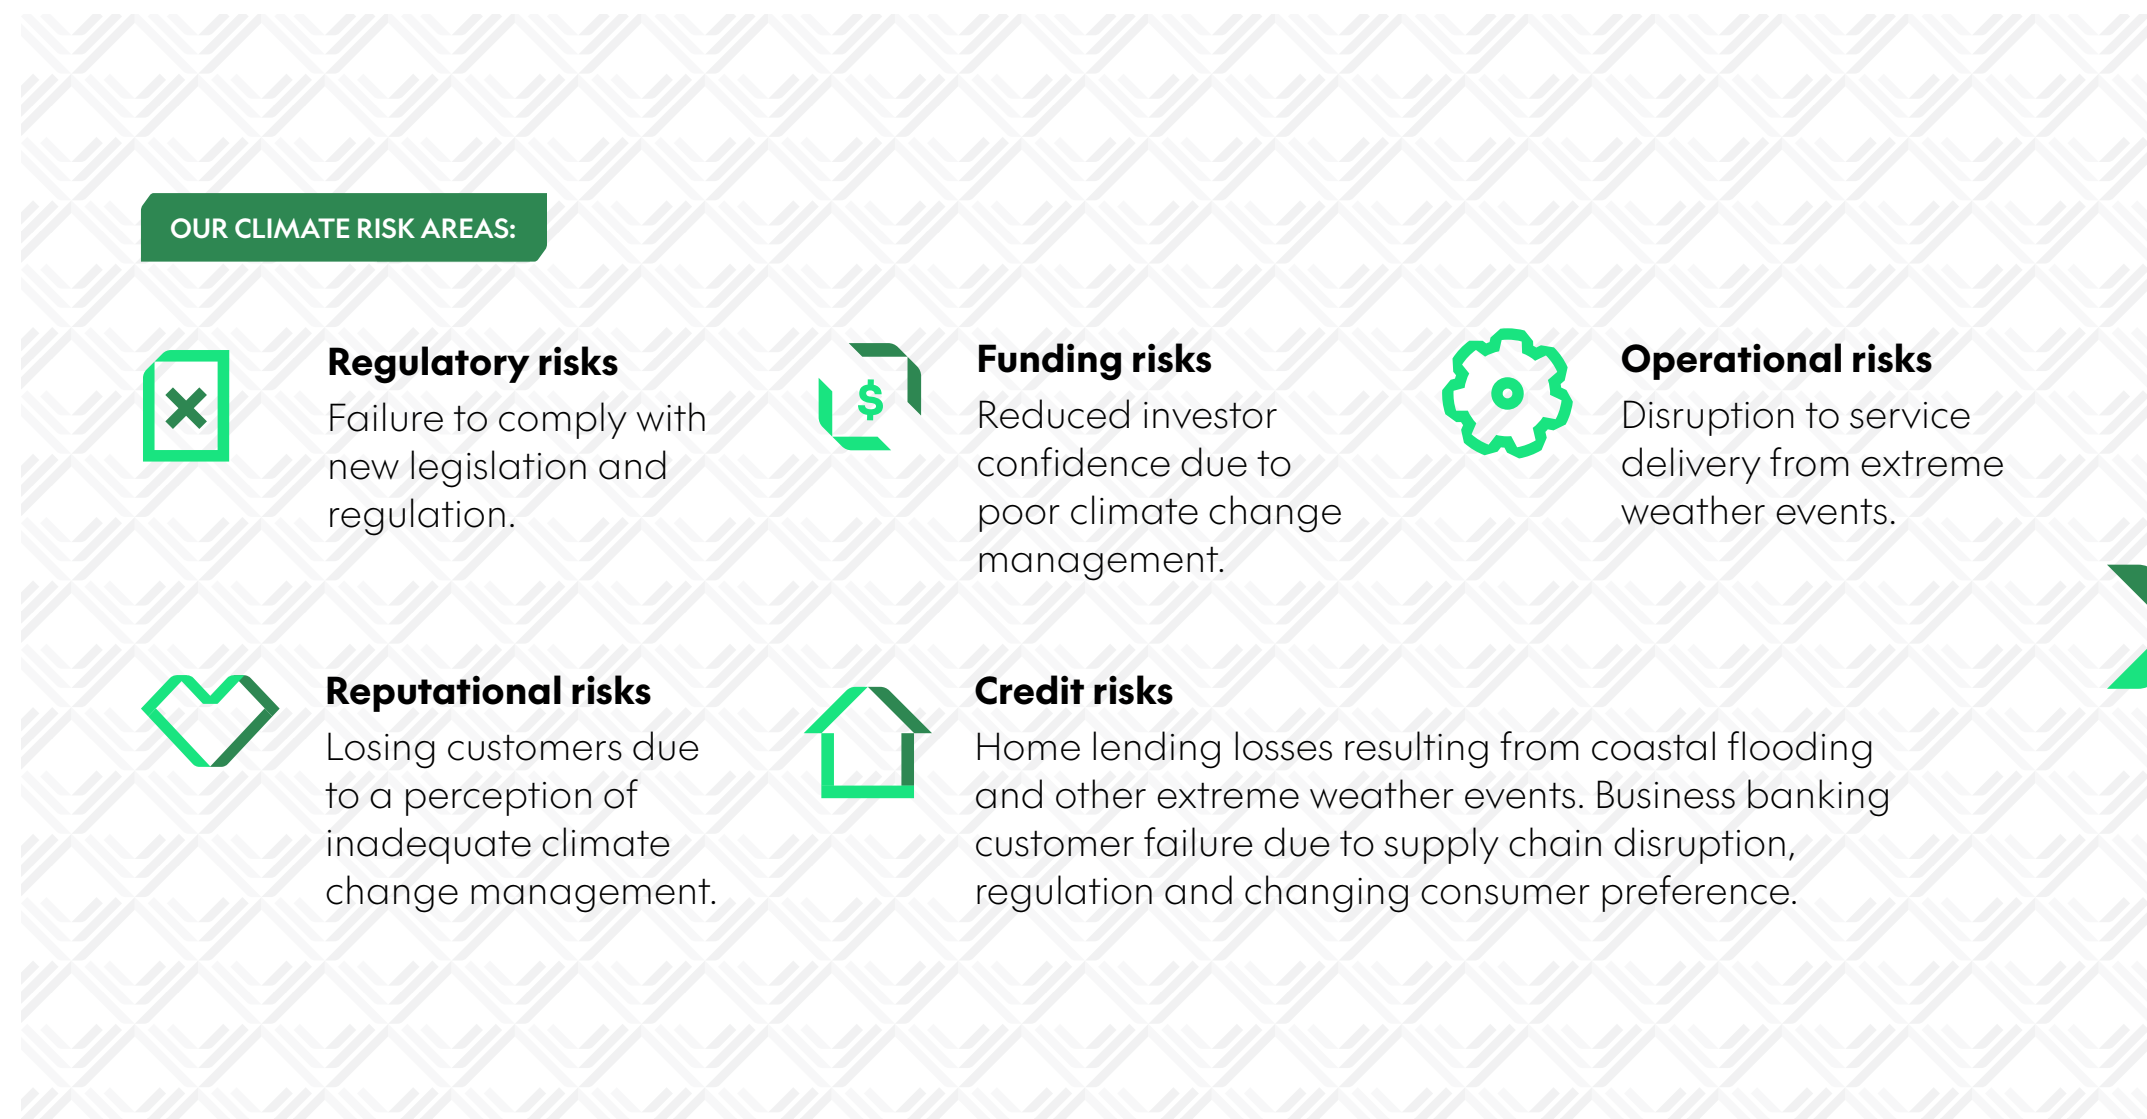 OUR CLIMATE RISK AREAS:
Regulatory risks
Failure to comply with
new legislation and
regulation.
$
Funding risks
Reduced investor
confidence due to
poor climate change
management.
Operational risks
Disruption to service
delivery from extreme
weather events.
Reputational risks
Losing customers due
to a perception of
inadequate climate
change management.
Credit risks
Home lending losses resulting from coastal flooding
and other extreme weather events. Business banking
customer failure due to supply chain disruption,
regulation and changing consumer preference.